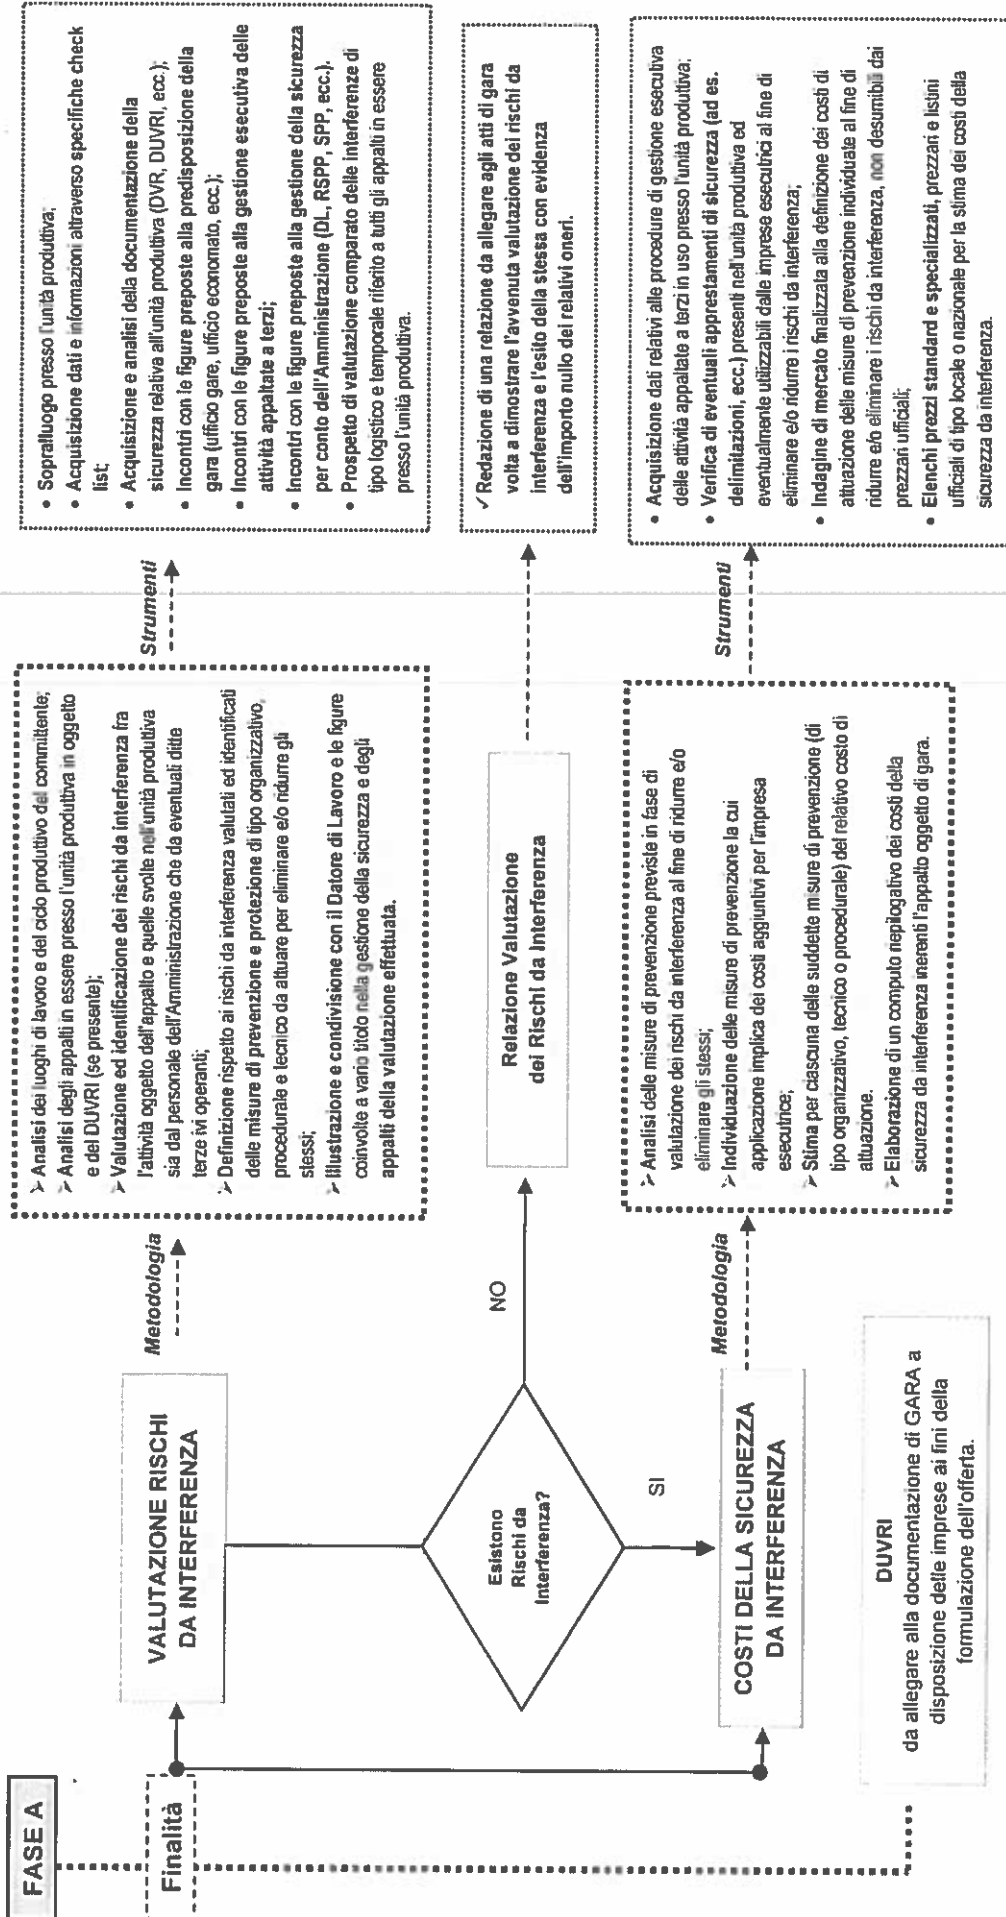 FASE A
Finalità
VALUTAZIONE RISCHI
DA INTERFERENZA
Metodologia
➢ Analisi dei luoghi di lavoro e del ciclo produttivo del committente;
➢ Analisi degli appalti in essere presso l'unità produttiva in oggetto
e del DUVRI (se presente);
➢ Valutazione ed identificazione dei rischi da interferenza fra
l'attività oggetto dell'appalto e quelle svolte nell'unità produttiva
sia dal personale dell'Amministrazione che da eventuali ditte
terze ivi operanti;
➢ Definizione rispetto ai rischi da interferenza valutati ed identificati
delle misure di prevenzione e protezione di tipo organizzativo,
procedurale e tecnico da attuare per eliminare e/o ridurre gli
stessi;
➢ Illustrazione e condivisione con il Datore di Lavoro e le figure
coinvolte a vario titolo nella gestione della sicurezza e degli
appalti della valutazione effettuata.
Strumenti
• Sopralluogo presso l'unità produttiva;
• Acquisizione dati e informazioni attraverso specifiche check
list;
• Acquisizione e analisi della documentazione della
sicurezza relativa all'unità produttiva (DVR, DUVRI, ecc.);
• Incontri con le figure preposte alla predisposizione della
gara (ufficio gare, ufficio economato, ecc.);
• Incontri con le figure preposte alla gestione esecutiva delle
attività appaltate a terzi;
• Incontri con le figure preposte alla gestione della sicurezza
per conto dell'Amministrazione (DL, RSPP, SPP, ecc.).
• Prospetto di valutazione comparato delle interferenze di
tipo logistico e temporale riferito a tutti gli appalti in essere
presso l'unità produttiva.
Esistono
Rischi da
Interferenza?
NO
Relazione Valutazione
dei Rischi da Interferenza
✓ Redazione di una relazione da allegare agli atti di gara
volta a dimostrare l'avvenuta valutazione dei rischi da
interferenza e l'esito della stessa con evidenza
dell'importo nullo dei relativi oneri.
SI
COSTI DELLA SICUREZZA
DA INTERFERENZA
Metodologia
➢ Analisi delle misure di prevenzione previste in fase di
valutazione dei rischi da interferenza al fine di ridurre e/o
eliminare gli stessi;
➢ Individuazione delle misure di prevenzione la cui
applicazione implica dei costi aggiuntivi per l'impresa
esecutrice;
➢ Stima per ciascuna delle suddette misure di prevenzione (di
tipo organizzativo, tecnico o procedurale) del relativo costo di
attuazione.
➢ Elaborazione di un computo riepilogativo dei costi della
sicurezza da interferenza inerenti l'appalto oggetto di gara.
Strumenti
• Acquisizione dati relativi alle procedure di gestione esecutiva
delle attività appaltate a terzi in uso presso l'unità produttiva;
• Verifica di eventuali apprestamenti di sicurezza (ad es.
delimitazioni, ecc.) presenti nell'unità produttiva ed
eventualmente utilizzabili dalle imprese esecutrici al fine di
eliminare e/o ridurre i rischi da interferenza;
• Indagine di mercato finalizzata alla definizione dei costi di
attuazione delle misure di prevenzione individuate al fine di
ridurre e/o eliminare i rischi da interferenza, non desumibili dai
prezzari ufficiali;
• Elenchi prezzi standard e specializzati, prezzari e listini
ufficiali di tipo locale o nazionale per la stima dei costi della
sicurezza da interferenza.
DUVRI
da allegare alla documentazione di GARA a
disposizione delle imprese ai fini della
formulazione dell'offerta.